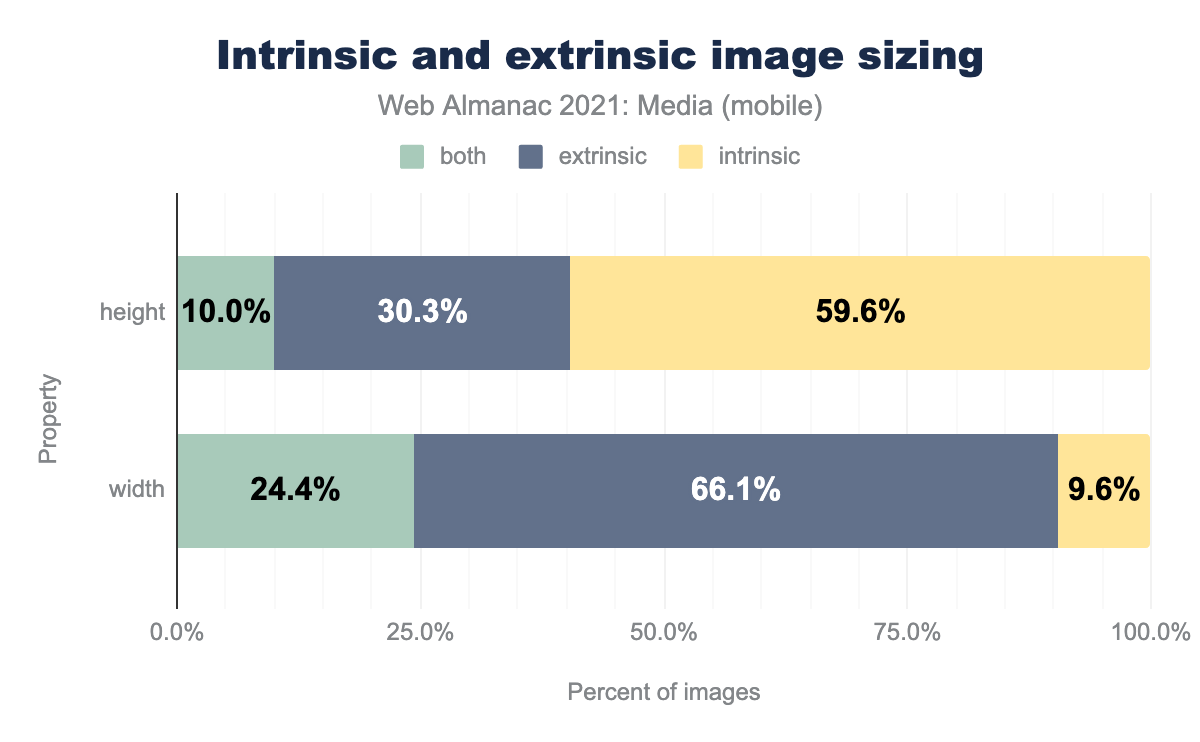 Intrinsic and extrinsic image sizing
Web Almanac 2021: Media (mobile)
both extrinsic intrinsic
height 10.0% 30.3% 59.6%
Property
width 24.4% 66.1% 9.6%
0.0% 25.0% 50.0% 75.0% 100.0%
Percent of images